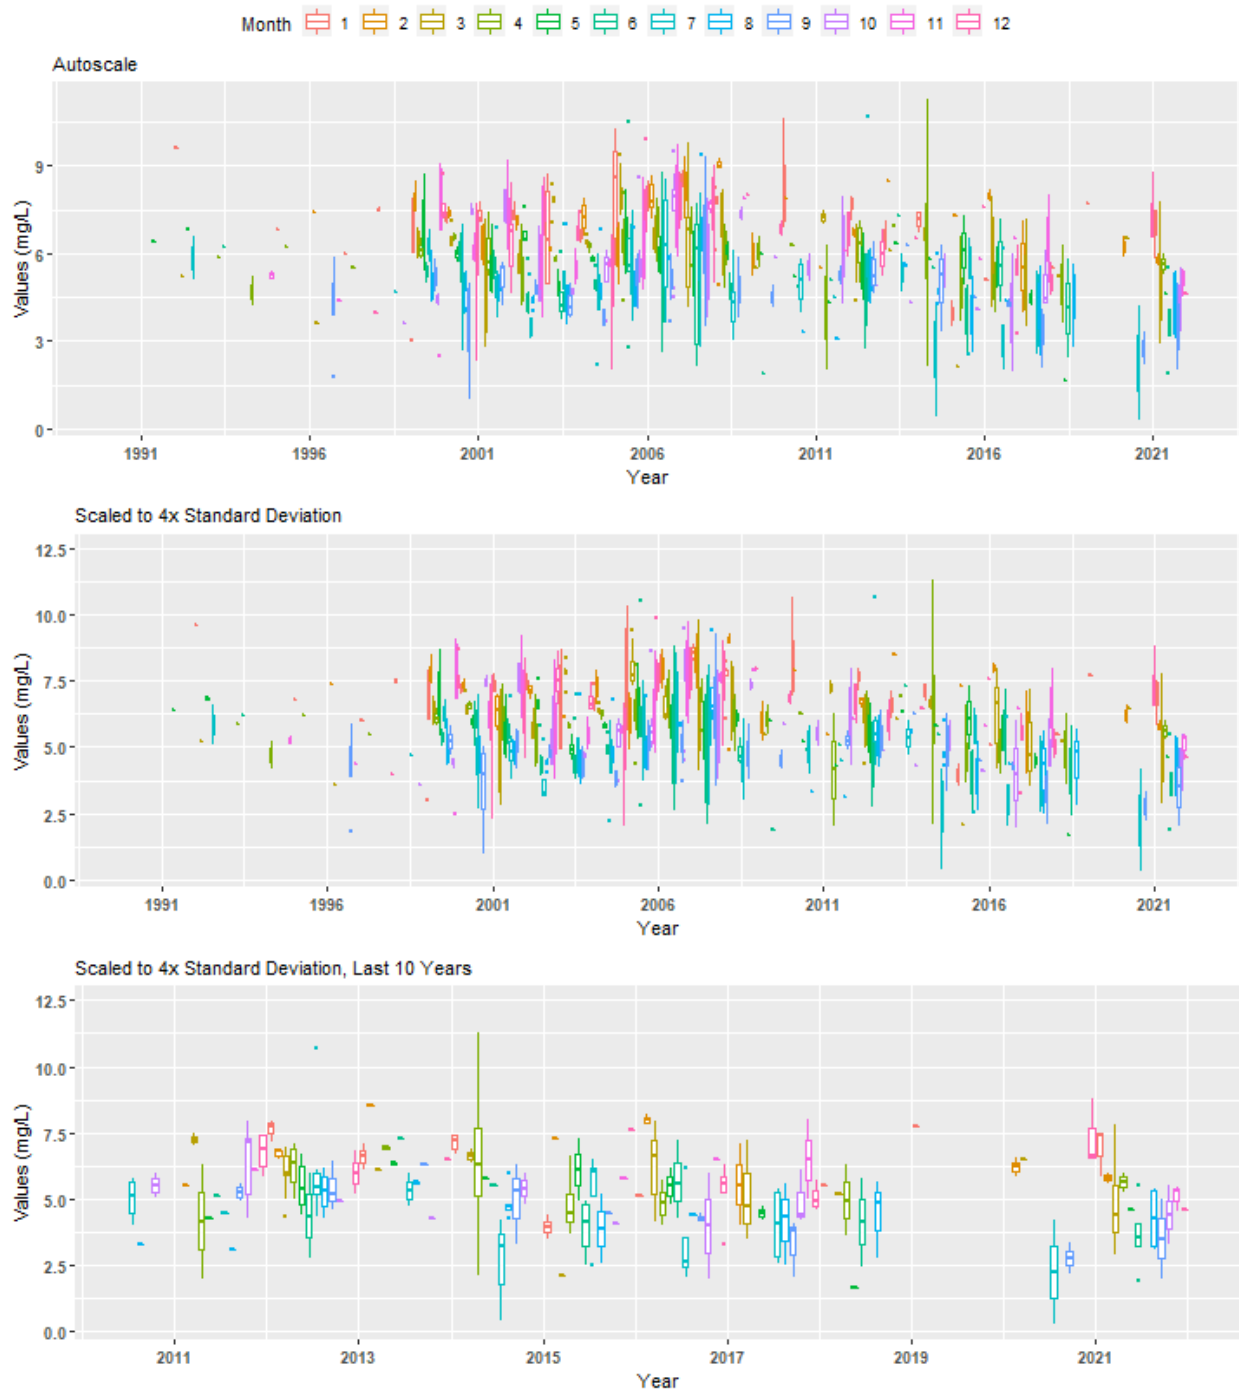 Month 1 2 3 4 5 6 7 8 9 10 11 12
Autoscale
9
6
3
0
Values (mg/L)
1991 1996 2001 2006 2011 2016 2021
Year
Scaled to 4x Standard Deviation
12.5
10.0
7.5
5.0
2.5
0.0
Values (mg/L)
1991 1996 2001 2006 2011 2016 2021
Year
Scaled to 4x Standard Deviation, Last 10 Years
12.5
10.0
7.5
5.0
2.5
0.0
Values (mg/L)
2011 2013 2015 2017 2019 2021
Year